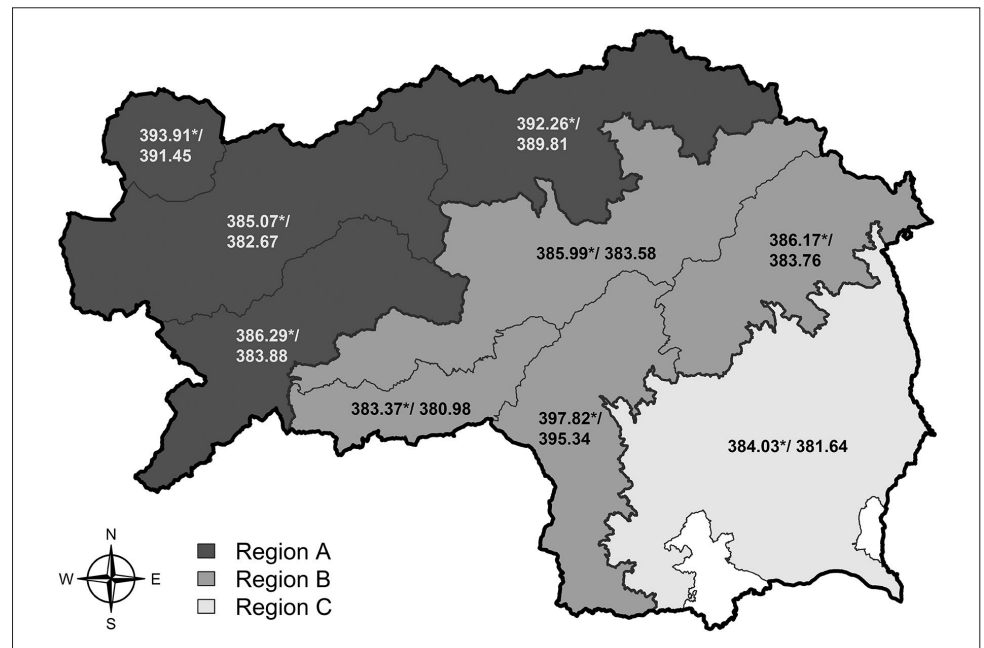 393.91*/
391.45
392.26*/
389.81
385.07*/
382.67
385.99*/ 383.58
386.17*/
383.76
386.29*/
383.88
383.37*/ 380.98
397.82*/
395.34
384.03*/ 381.64
N
W E
S
Region A
Region B
Region C